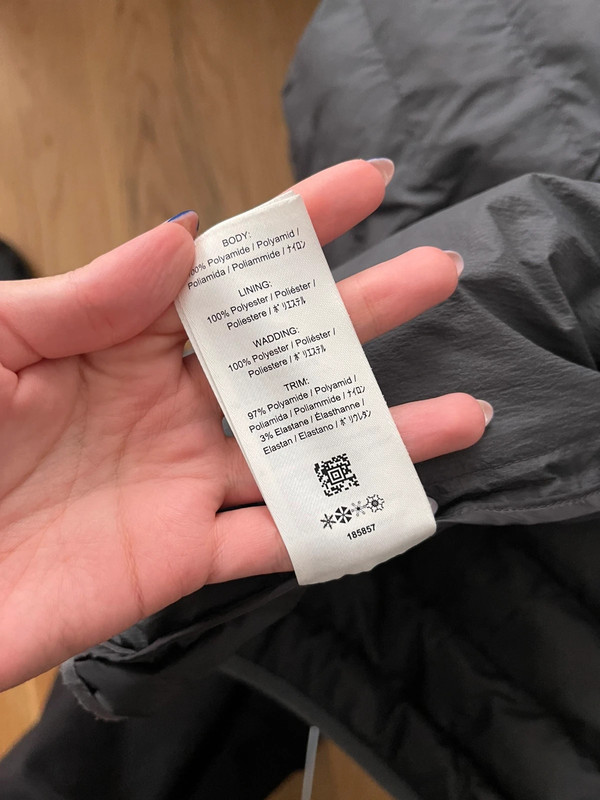 BODY:
100% Polyamide / Polyamid /
Poliamida / Poliammide / ナイロン
LINING:
100% Polyester / Poliéster /
Poliestere / ポリエステル
WADDING:
100% Polyester / Poliéster /
Poliestere / ポリエステル
TRIM:
97% Polyamide / Polyamid /
Poliamida / Poliammide / ナイロン
3% Elastane / Élasthanne /
Elastan / Elastano / ポリウレタン
185857